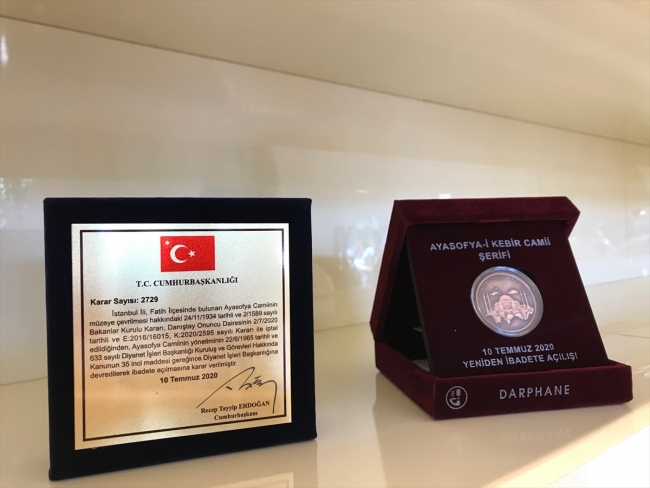 T.C. CUMHURBAŞKANLIĞI
Karar Sayısı: 2729
İstanbul İli, Fatih İlçesinde bulunan Ayasofya Camiinin
müzeye çevrilmesi hakkındaki 24/11/1934 tarihli ve 2/1589 sayılı
Bakanlar Kurulu Kararı, Danıştay Onuncu Dairesinin 2/7/2020
tarihli ve E:2016/16015, K:2020/2595 sayılı Kararı ile iptal
edildiğinden, Ayasofya Camiinin yönetiminin 22/6/1965 tarihli ve
633 sayılı Diyanet İşleri Başkanlığı Kuruluş ve Görevleri Hakkında
Kanunun 35 inci maddesi gereğince Diyanet İşleri Başkanlığına
devredilerek ibadete açılmasına karar verilmiştir.
10 Temmuz 2020
Recep Tayyip ERDOĞAN
Cumhurbaşkanı
AYASOFYA-İ KEBİR CAMİİ
ŞERİFİ
10 TEMMUZ 2020
YENİDEN İBADETE AÇILIŞI
DARPHANE